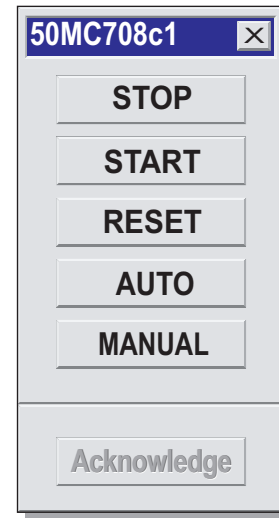 50MC708c1
STOP
START
RESET
AUTO
MANUAL
Acknowledge